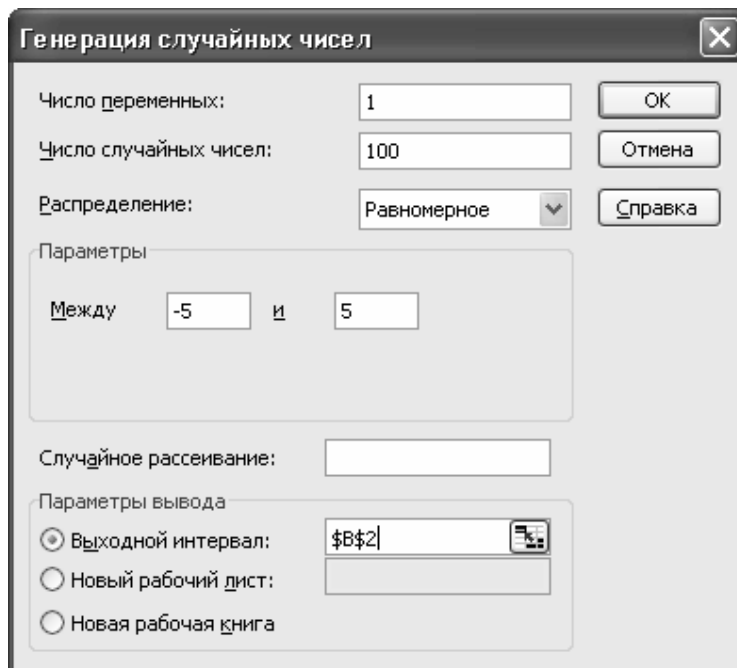 Генерация случайных чисел
Число переменных: 1 ОК
Число случайных чисел: 100 Отмена
Распределение: Равномерное Справка
Параметры
Между -5 и 5
Случайное рассеивание:
Параметры вывода
Выходной интервал: $B$2
Новый рабочий лист:
Новая рабочая книга